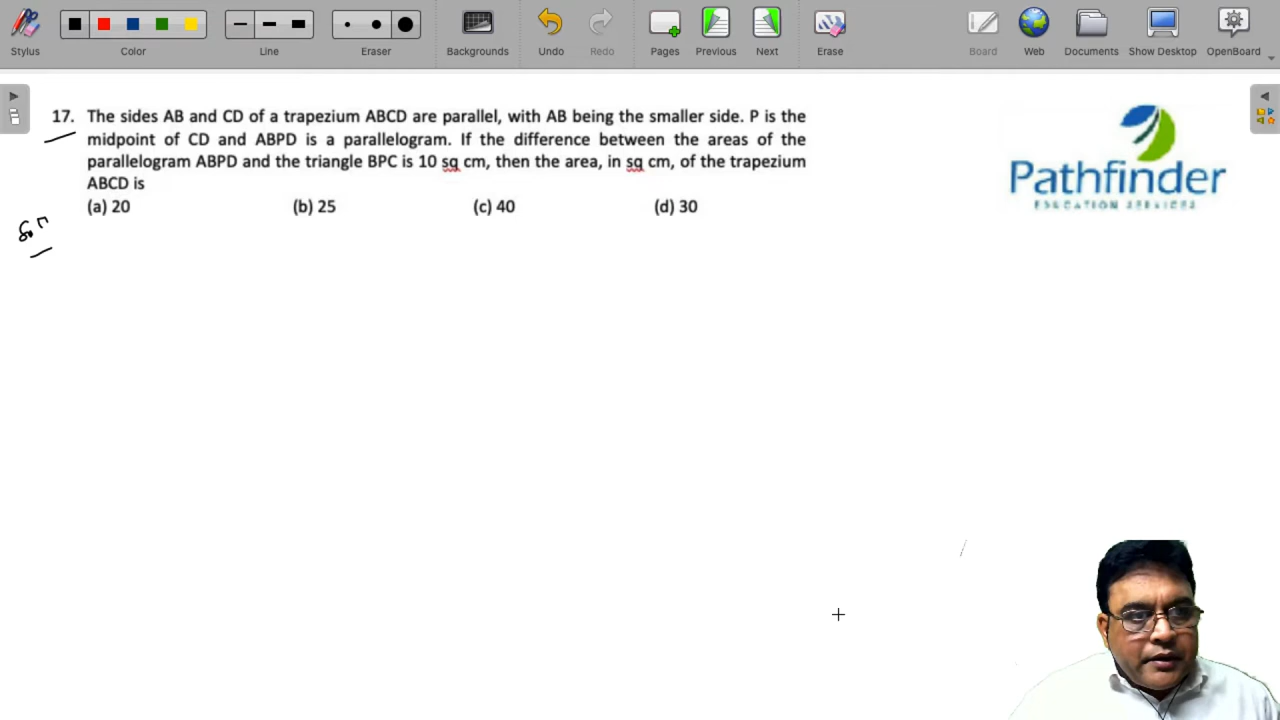 Stylus
Color
Line
Eraser
Backgrounds
Undo
Redo
Pages
Previous
Next
Erase
Board
Web
Documents
Show Desktop
OpenBoard
17. The sides AB and CD of a trapezium ABCD are parallel, with AB being the smaller side. P is the
midpoint of CD and ABPD is a parallelogram. If the difference between the areas of the
parallelogram ABPD and the triangle BPC is 10 sq cm, then the area, in sq cm, of the trapezium
ABCD is
(a) 20 (b) 25 (c) 40 (d) 30
Pathfinder
EDUCATION SERVICES